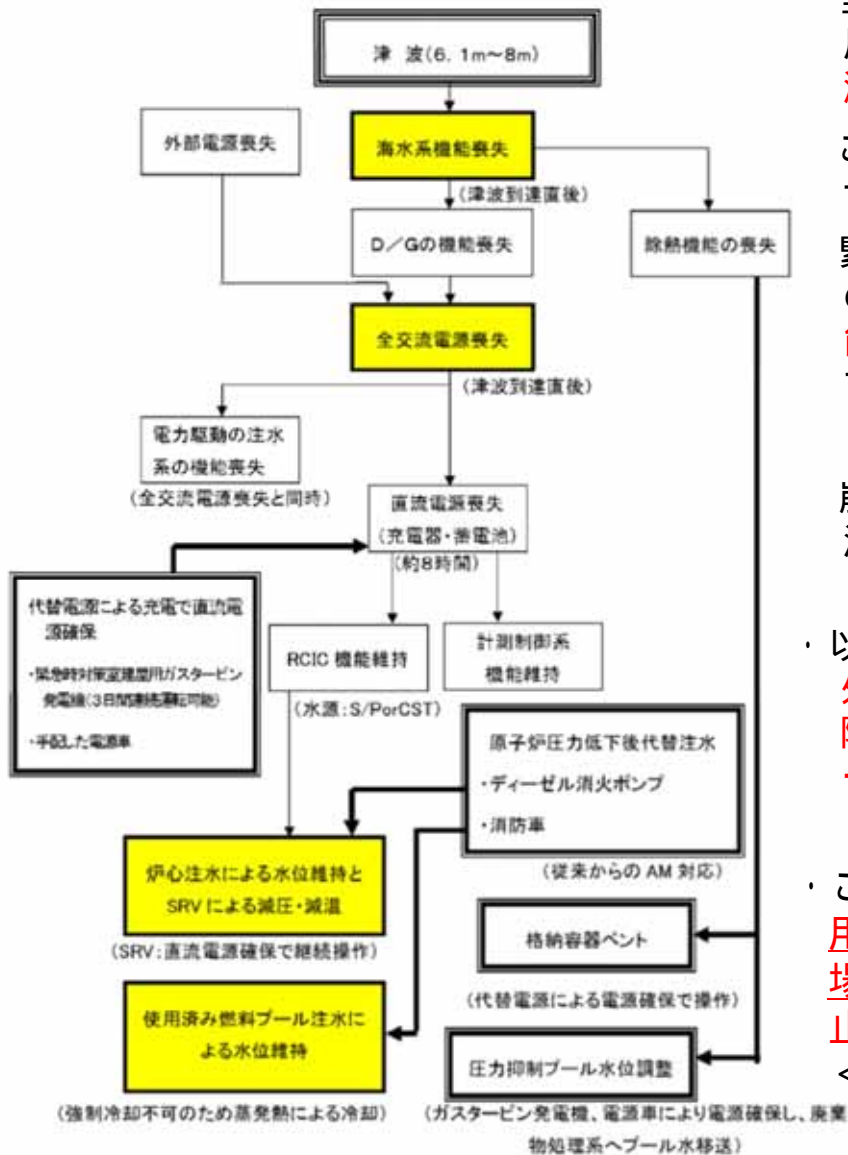 津 波(6.1m～8m)
外部電源喪失
海水系機能喪失
(津波到達直後)
D/Gの機能喪失
除熱機能の喪失
全交流電源喪失
(津波到達直後)
電力駆動の注水
系の機能喪失
(全交流電源喪失と同時)
直流電源喪失
(充電器・蓄電池)
(約8時間)
代替電源による充電で直流電
源確保
・緊急時対策室建屋用ガスタービン
発電機(3日間連続運転可能)
・手配した電源車
RCIC 機能維持
(水源:S/PorCST)
計測制御系
機能維持
原子炉圧力低下後代替注水
・ディーゼル消火ポンプ
・消防車
(従来からの AM 対応)
炉心注水による水位維持と
SRV による減圧・減温
(SRV:直流電源確保で継続操作)
格納容器ベント
(代替電源による電源確保で操作)
使用済み燃料プール注水に
よる水位維持
(強制冷却不可のため蒸発熱による冷却)
圧力抑制プール水位調整
(ガスタービン発電機、電源車により電源確保し、廃棄
物処理系へプール水移送)
・以
・こ
用
場
止
<